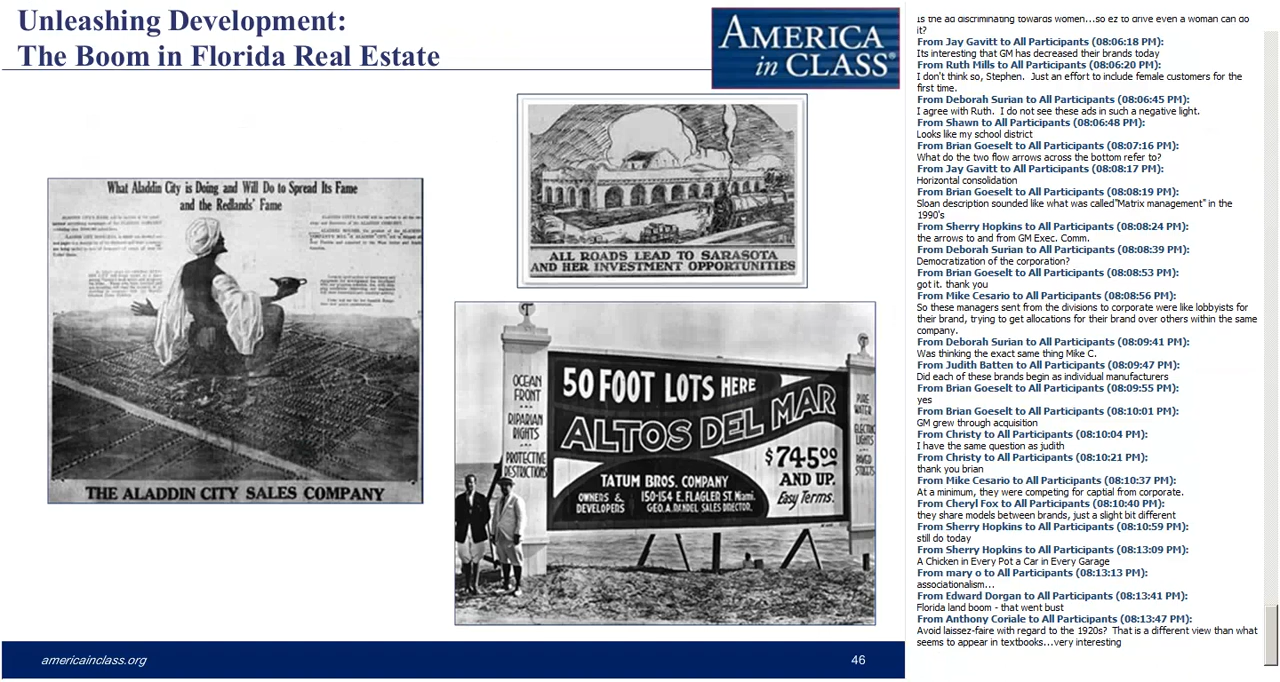 Unleashing Development:
The Boom in Florida Real Estate
AMERICA
in CLASS®
What Aladdin City is Doing and Will Do to Spread Its Fame
and the Redlands' Fame
THE ALADDIN CITY SALES COMPANY
ALL ROADS LEAD TO SARASOTA
AND HER INVESTMENT OPPORTUNITIES
OCEAN
FRONT
RIPARIAN
RIGHTS
PROTECTIVE
RESTRICTIONS
50 FOOT LOTS HERE
ALTOS DEL MAR
$745.00
AND UP.
Easy Terms.
TATUM BROS. COMPANY
OWNERS &
DEVELOPERS
150-154 E. FLAGLER ST. Miami.
GEO. A. DANDEL SALES DIRECTOR.
PURE
WATER
ELECTRIC
LIGHTS
PAVED
STREETS
americainclass.org
46
is the ad discriminating towards women...so ez to drive even a woman can do
it?
From Jay Gavitt to All Participants (08:06:18 PM):
Its interesting that GM has decreased their brands today
From Ruth Mills to All Participants (08:06:20 PM):
I don't think so, Stephen.  Just an effort to include female customers for the
first time.
From Deborah Surian to All Participants (08:06:45 PM):
I agree with Ruth.  I do not see these ads in such a negative light.
From Shawn to All Participants (08:06:48 PM):
Looks like my school district
From Brian Goeselt to All Participants (08:07:16 PM):
What do the two flow arrows across the bottom refer to?
From Jay Gavitt to All Participants (08:08:17 PM):
Horizontal consolidation
From Brian Goeselt to All Participants (08:08:19 PM):
Sloan description sounded like what was called"Matrix management" in the
1990's
From Sherry Hopkins to All Participants (08:08:24 PM):
the arrows to and from GM Exec. Comm.
From Deborah Surian to All Participants (08:08:39 PM):
Democratization of the corporation?
From Brian Goeselt to All Participants (08:08:53 PM):
got it. thank you
From Mike Cesario to All Participants (08:08:56 PM):
So these managers sent from the divisions to corporate were like lobbyists for
their brand, trying to get allocations for their brand over others within the same
company.
From Deborah Surian to All Participants (08:09:41 PM):
Was thinking the exact same thing Mike C.
From Judith Batten to All Participants (08:09:47 PM):
Did each of these brands begin as individual manufacturers
From Brian Goeselt to All Participants (08:09:55 PM):
yes
From Brian Goeselt to All Participants (08:10:01 PM):
GM grew through acquisition
From Christy to All Participants (08:10:04 PM):
I have the same question as judith
From Christy to All Participants (08:10:21 PM):
thank you brian
From Mike Cesario to All Participants (08:10:37 PM):
At a minimum, they were competing for captial from corporate.
From Cheryl Fox to All Participants (08:10:40 PM):
they share models between brands, just a slight bit different
From Sherry Hopkins to All Participants (08:10:59 PM):
still do today
From Sherry Hopkins to All Participants (08:13:09 PM):
A Chicken in Every Pot a Car in Every Garage
From mary o to All Participants (08:13:13 PM):
associationalism...
From Edward Dorgan to All Participants (08:13:41 PM):
Florida land boom - that went bust
From Anthony Coriale to All Participants (08:13:47 PM):
Avoid laissez-faire with regard to the 1920s?  That is a different view than what
seems to appear in textbooks...very interesting